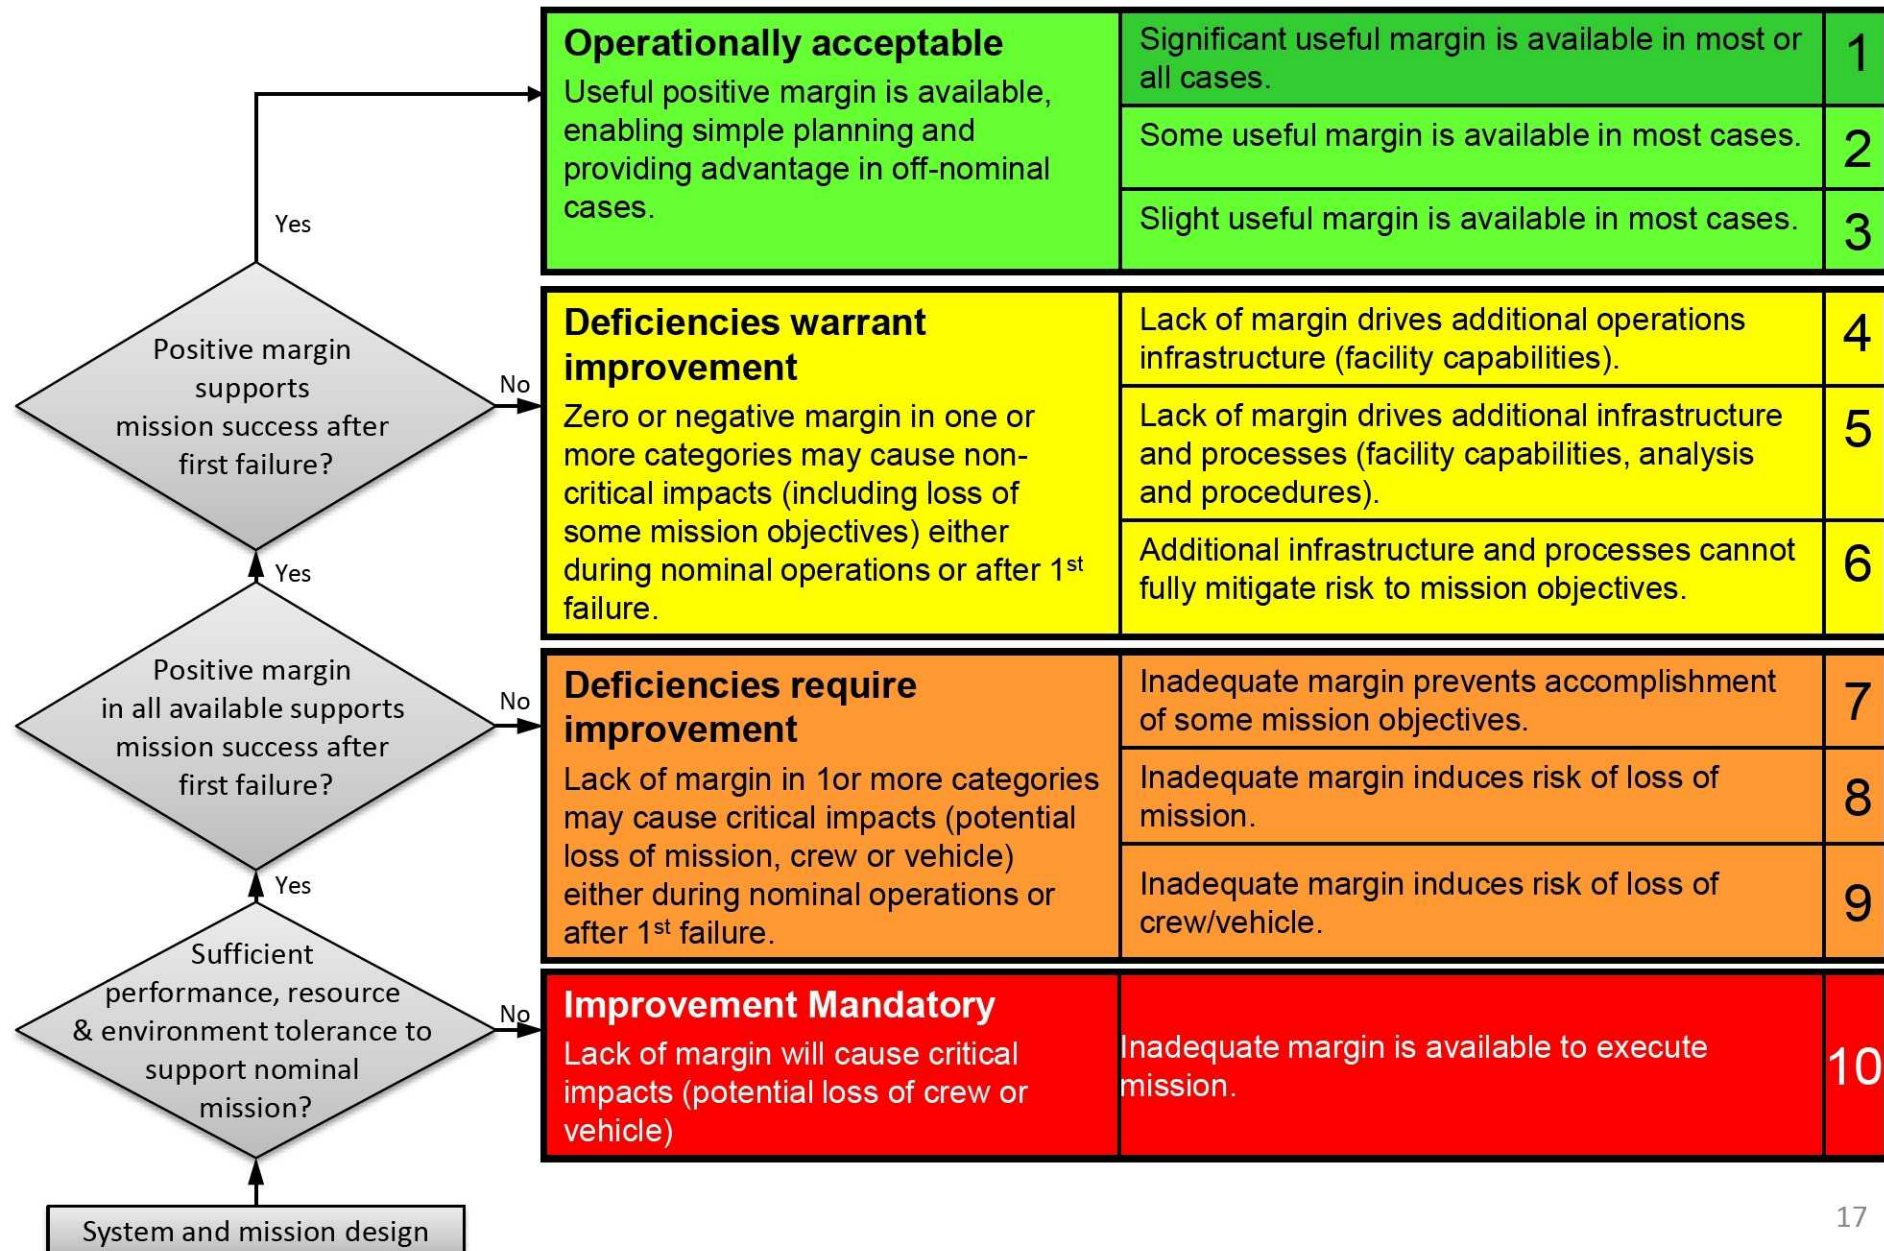 Operationally acceptable
Useful positive margin is available,
enabling simple planning and
providing advantage in off-nominal
cases.
Significant useful margin is available in most or
all cases.
1
Some useful margin is available in most cases.
2
Slight useful margin is available in most cases.
3
Yes
Positive margin
supports
mission success after
first failure?
No
Deficiencies warrant
improvement
Zero or negative margin in one or
more categories may cause non-
critical impacts (including loss of
some mission objectives) either
during nominal operations or after 1st
failure.
Lack of margin drives additional operations
infrastructure (facility capabilities).
4
Lack of margin drives additional infrastructure
and processes (facility capabilities, analysis
and procedures).
5
Additional infrastructure and processes cannot
fully mitigate risk to mission objectives.
6
Yes
Positive margin
in all available supports
mission success after
first failure?
No
Deficiencies require
improvement
Lack of margin in 1or more categories
may cause critical impacts (potential
loss of mission, crew or vehicle)
either during nominal operations or
after 1st failure.
Inadequate margin prevents accomplishment
of some mission objectives.
7
Inadequate margin induces risk of loss of
mission.
8
Inadequate margin induces risk of loss of
crew/vehicle.
9
Yes
Sufficient
performance, resource
& environment tolerance to
support nominal
mission?
No
Improvement Mandatory
Lack of margin will cause critical
impacts (potential loss of crew or
vehicle)
Inadequate margin is available to execute
mission.
10
System and mission design
17